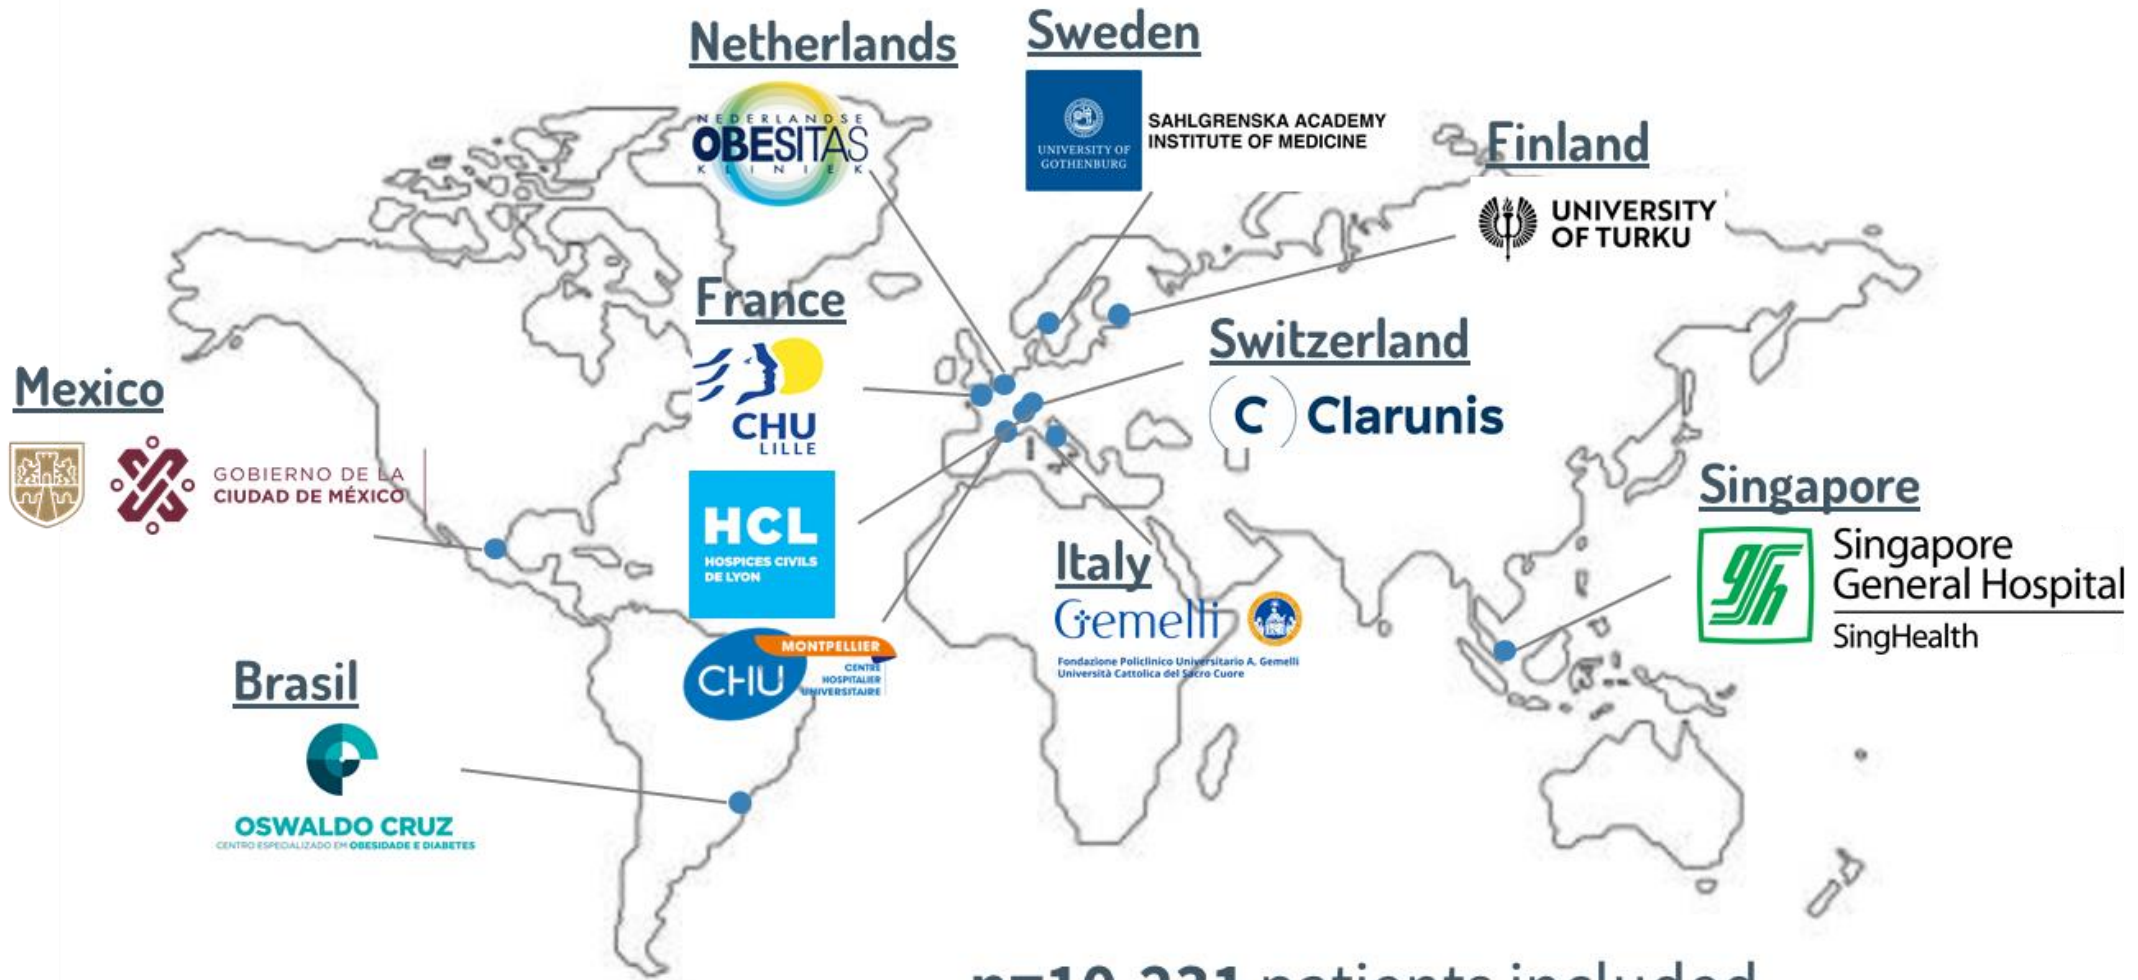 Netherlands
NEDERLANDSE
OBESITAS
KLINIEK
Sweden
UNIVERSITY OF
GOTHENBURG
SAHLGRENSKA ACADEMY
INSTITUTE OF MEDICINE
Finland
UNIVERSITY
OF TURKU
France
CHU
LILLE
HCL
HOSPICES CIVILS
DE LYON
CHU
MONTPELLIER
CENTRE
HOSPITALIER
UNIVERSITAIRE
Switzerland
C Clarunis
Mexico
GOBIERNO DE LA
CIUDAD DE MÉXICO
Italy
Gemelli
Fondazione Policlinico Universitario A. Gemelli
Università Cattolica del Sacro Cuore
Singapore
Singapore
General Hospital
SingHealth
Brasil
OSWALDO CRUZ
CENTRO ESPECIALIZADO EM OBESIDADE E DIABETES
patients included